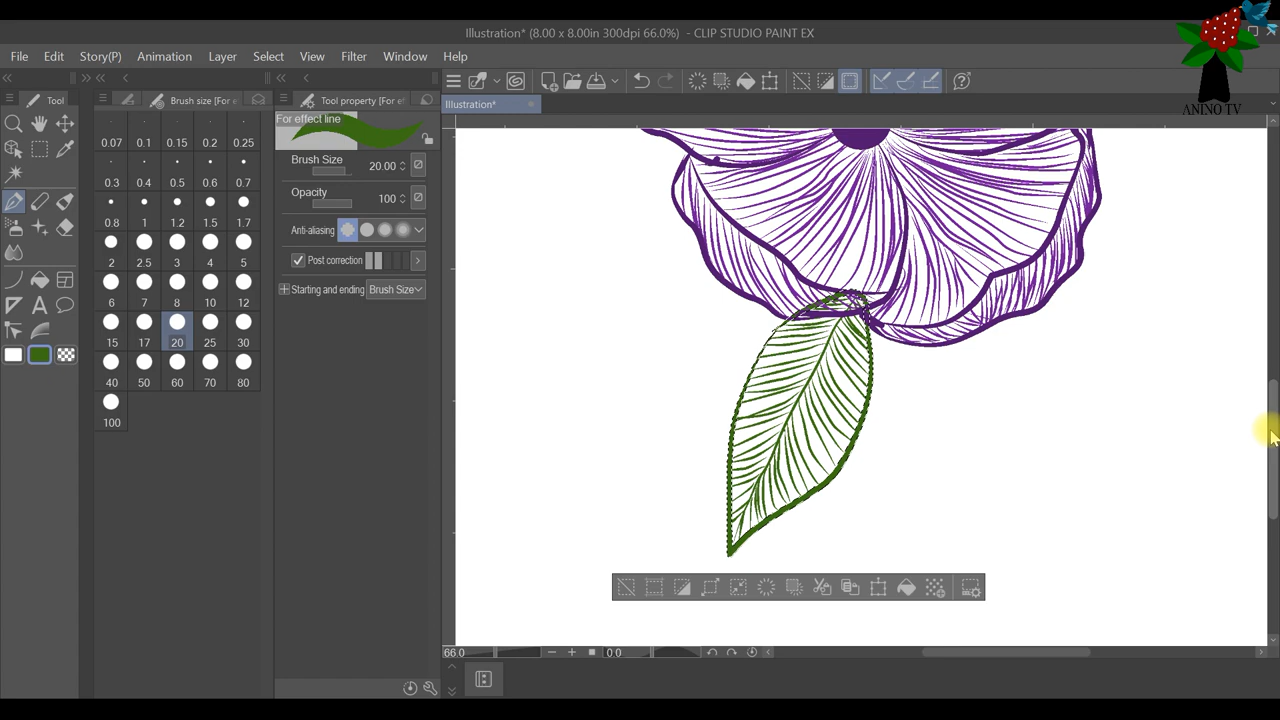 Illustration* (8.00 x 8.00in 300dpi 66.0%) - CLIP STUDIO PAINT EX
File Edit Story(P) Animation Layer Select View Filter Window Help
ANINO TV
Tool
Brush size [For e
Tool property [For ef
Illustration*
For effect line
0.07 0.1 0.15 0.2 0.25
Brush Size 20.00
0.3 0.4 0.5 0.6 0.7
Opacity 100
0.8 1 1.2 1.5 1.7
Anti-aliasing
2 2.5 3 4 5
Post correction
Starting and ending Brush Size
6 7 8 10 12
15 17 20 25 30
40 50 60 70 80
100
66.0 0.0